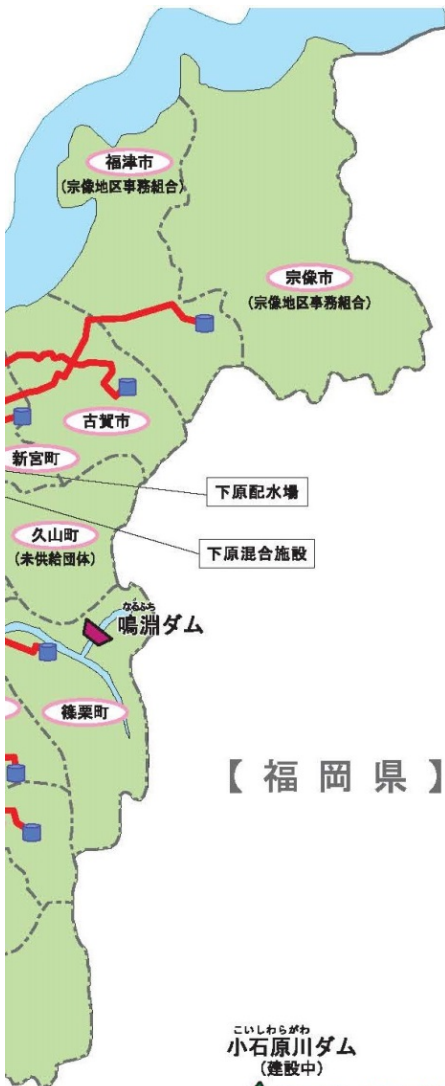 福津市
(宗像地区事務組合)
宗像市
(宗像地区事務組合)
古賀市
新宮町
下原配水場
久山町
(未供給団体)
下原混合施設
なるふち
鳴淵ダム
篠栗町
【福岡県】
こいしわらがわ
小石原川ダム
(建設中)